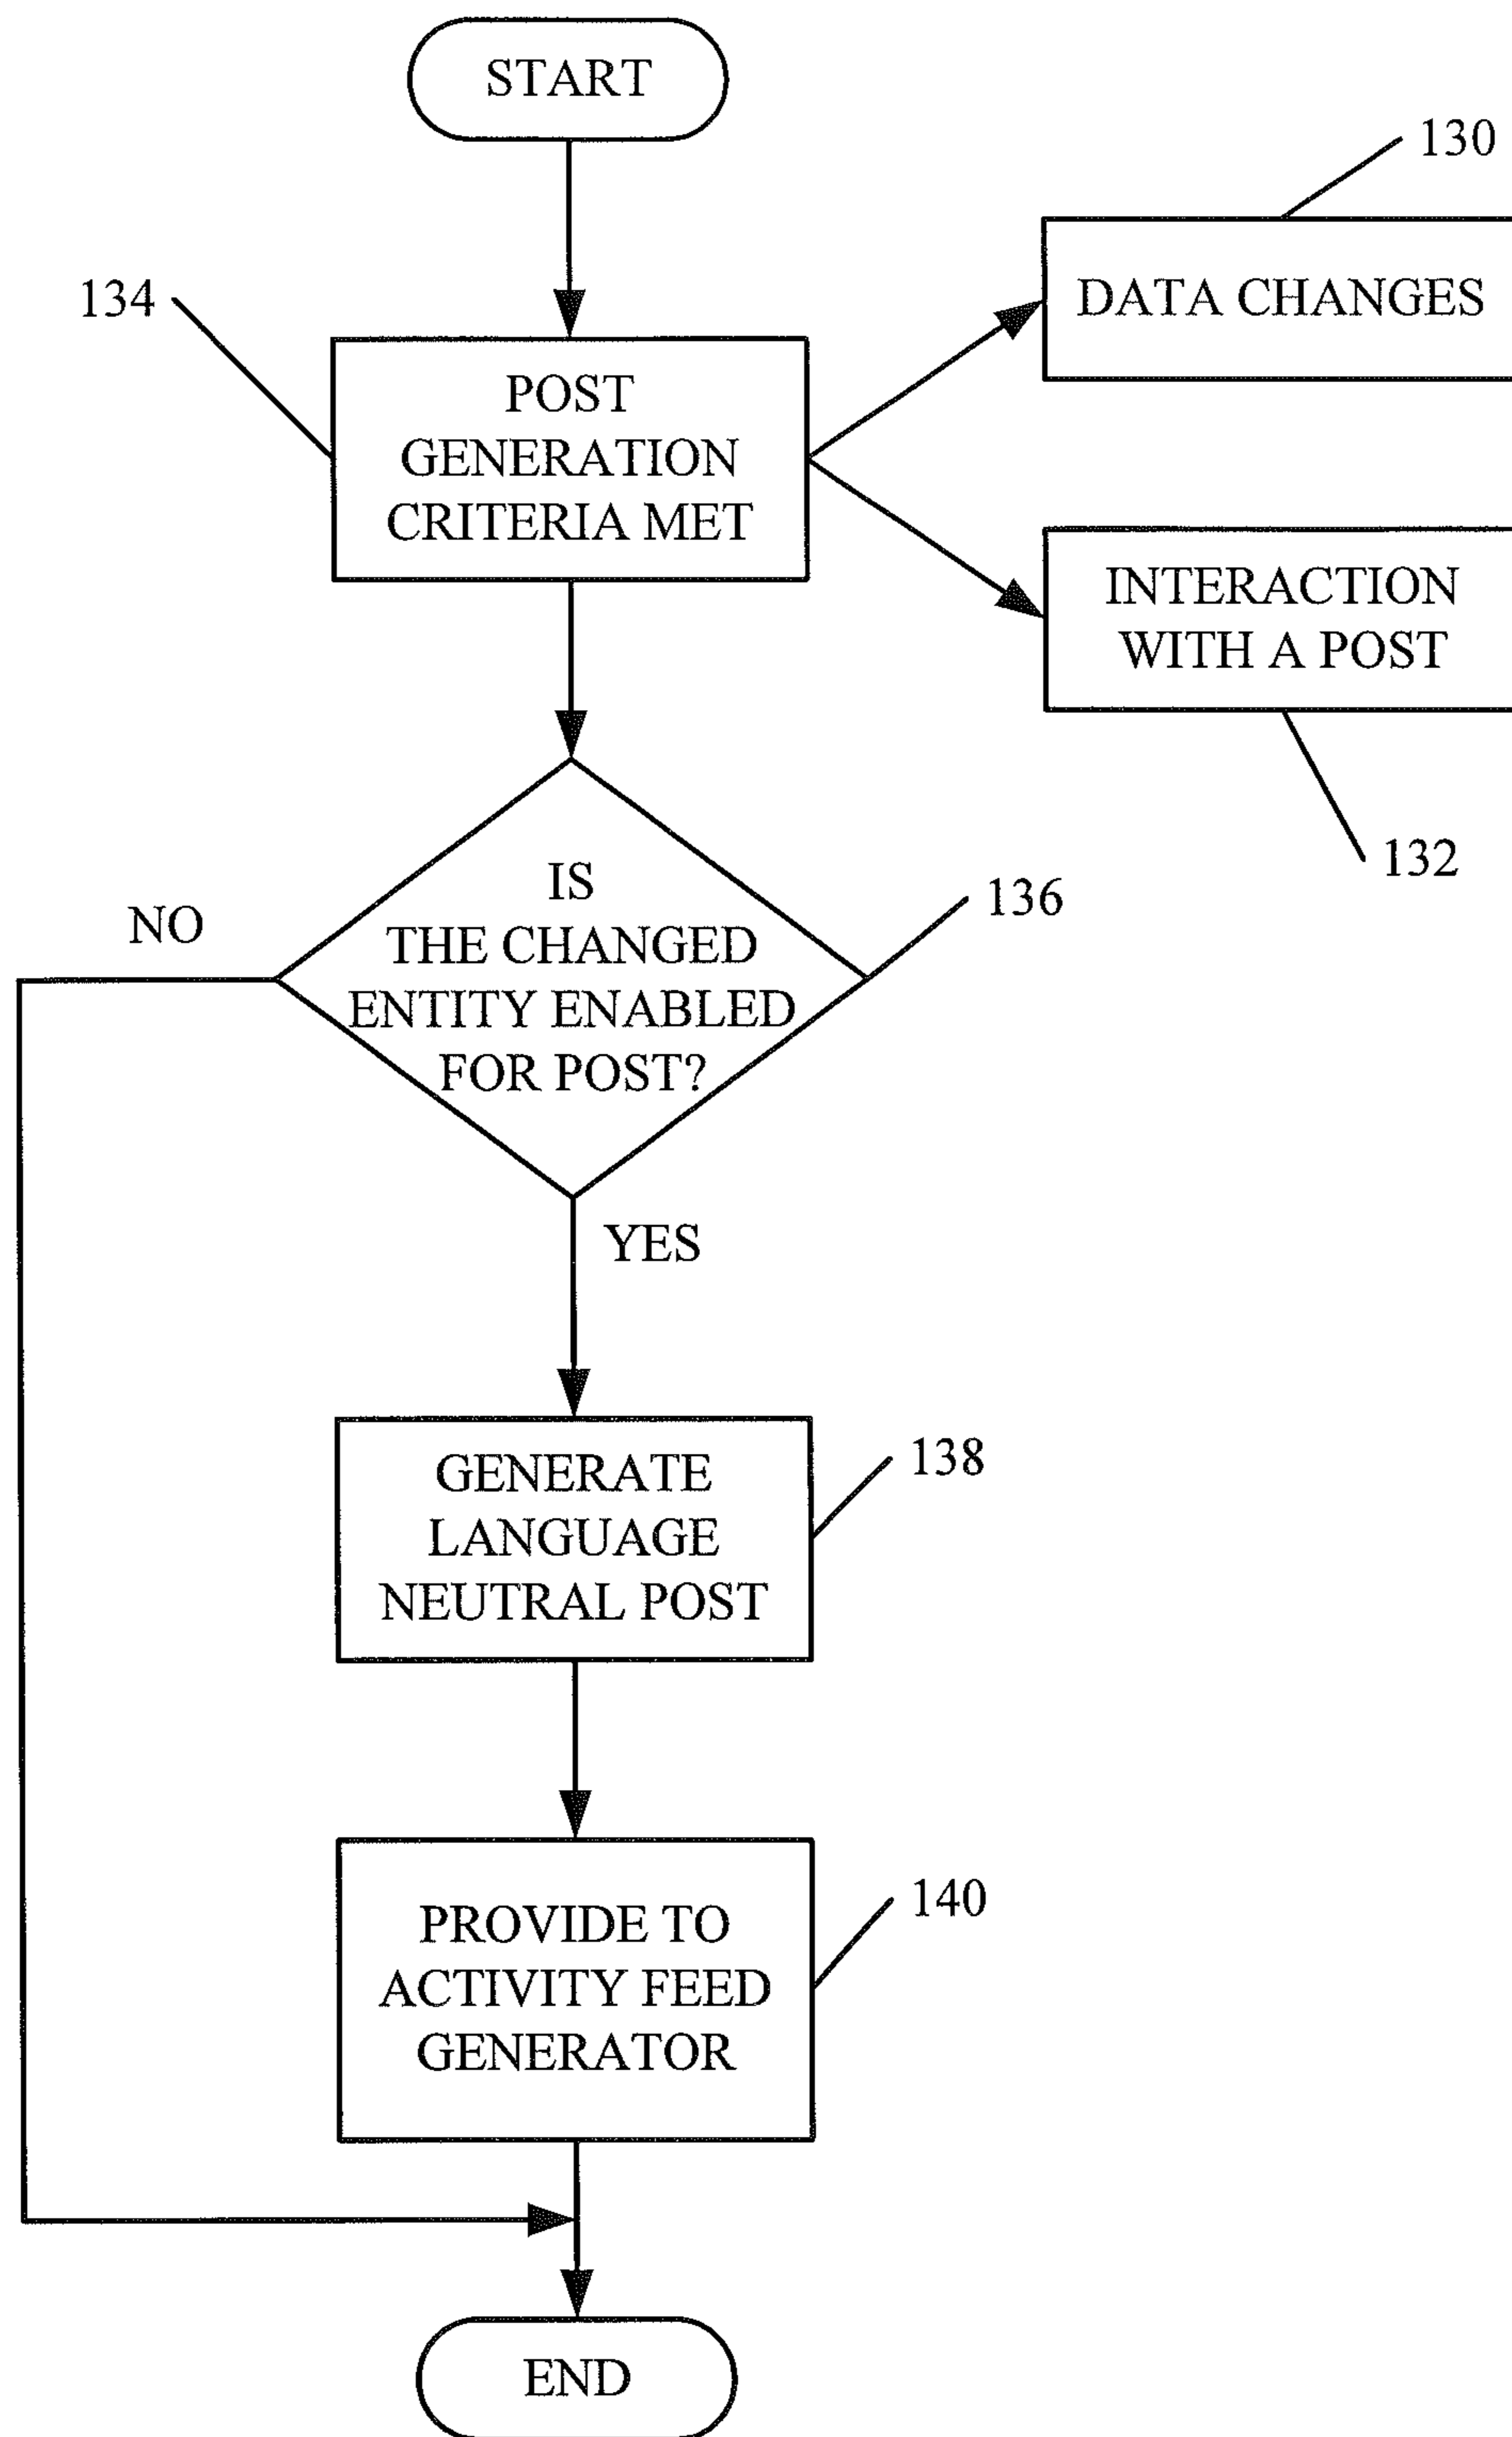 START
130
DATA CHANGES
134
POST
GENERATION
CRITERIA MET
INTERACTION
WITH A POST
132
136
NO
IS
THE CHANGED
ENTITY ENABLED
FOR POST?
YES
138
GENERATE
LANGUAGE
NEUTRAL POST
140
PROVIDE TO
ACTIVITY FEED
GENERATOR
END